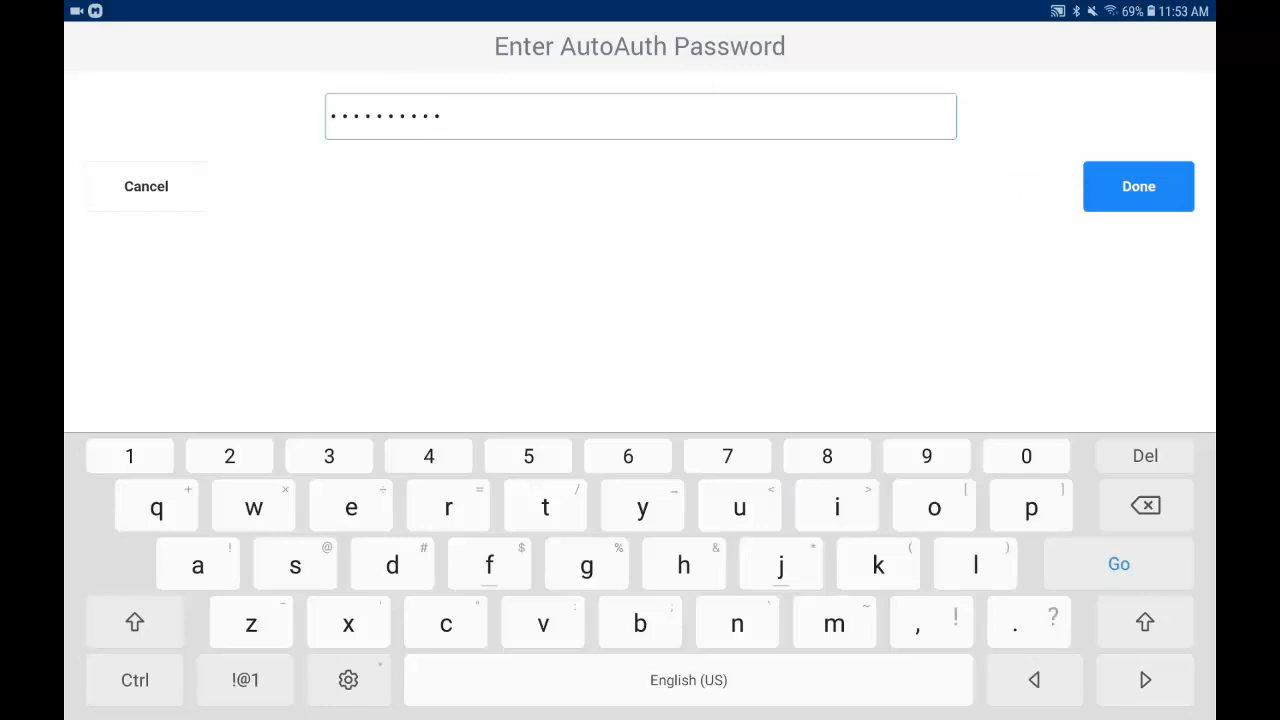 69% 11:53 AM
Enter AutoAuth Password
••••••••••
Cancel
Done
1 2 3 4 5 6 7 8 9 0 Del
q + w × e ÷ r = t / y _ u < i > o [ p ]
a ! s @ d # f $ g % h & j * k ( l ) Go
z - x ' c " v : b ; n ' m ~ , ! . ?
Ctrl !@1 English (US)